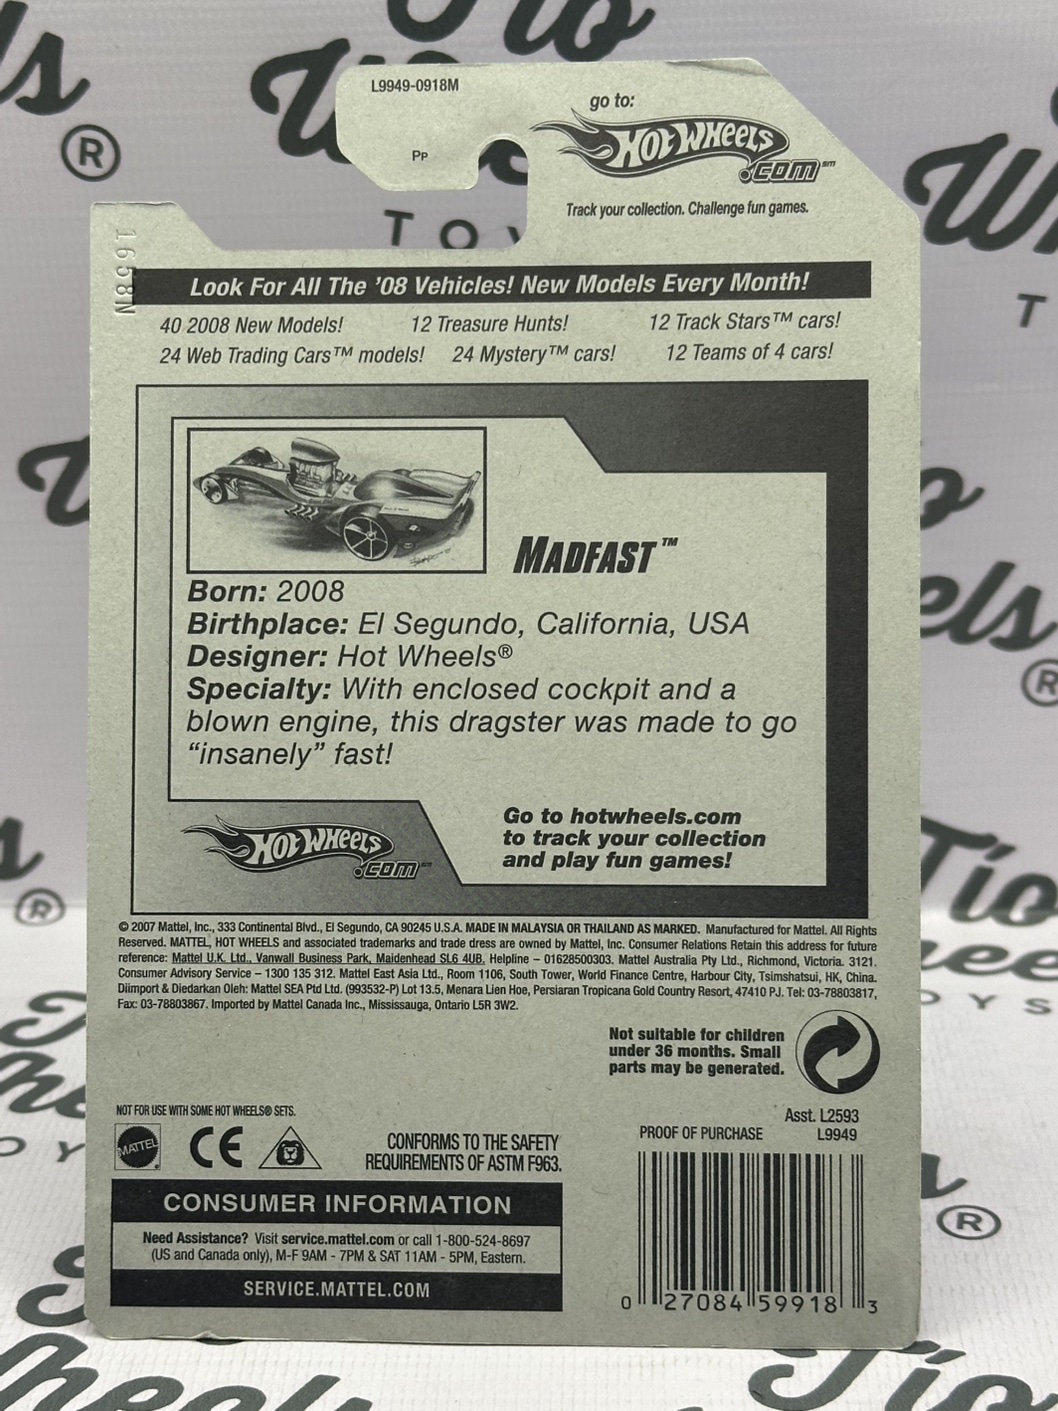 L9949-0918M
Pp
go to:
HOT WHEELS
.COM℠
Track your collection. Challenge fun games.
1658N
Look For All The '08 Vehicles! New Models Every Month!
40 2008 New Models! 12 Treasure Hunts! 12 Track Stars™ cars!
24 Web Trading Cars™ models! 24 Mystery™ cars! 12 Teams of 4 cars!
MADFAST™
Born: 2008
Birthplace: El Segundo, California, USA
Designer: Hot Wheels®
Specialty: With enclosed cockpit and a
blown engine, this dragster was made to go
“insanely” fast!
HOT WHEELS
.COM℠
Go to hotwheels.com
to track your collection
and play fun games!
© 2007 Mattel, Inc., 333 Continental Blvd., El Segundo, CA 90245 U.S.A. MADE IN MALAYSIA OR THAILAND AS MARKED. Manufactured for Mattel. All Rights
Reserved. MATTEL, HOT WHEELS and associated trademarks and trade dress are owned by Mattel, Inc. Consumer Relations Retain this address for future
reference: Mattel U.K. Ltd., Vanwall Business Park, Maidenhead SL6 4UB. Helpline – 01628500303. Mattel Australia Pty Ltd., Richmond, Victoria. 3121.
Consumer Advisory Service – 1300 135 312. Mattel East Asia Ltd., Room 1106, South Tower, World Finance Centre, Harbour City, Tsimshatsui, HK, China.
Diimport & Diedarkan Oleh: Mattel SEA Ptd Ltd. (993532-P) Lot 13.5, Menara Lien Hoe, Persiaran Tropicana Gold Country Resort, 47410 PJ. Tel: 03-78803817,
Fax: 03-78803867. Imported by Mattel Canada Inc., Mississauga, Ontario L5R 3W2.
Not suitable for children
under 36 months. Small
parts may be generated.
NOT FOR USE WITH SOME HOT WHEELS® SETS.
MATTEL
CE
CONFORMS TO THE SAFETY
REQUIREMENTS OF ASTM F963.
Asst. L2593
PROOF OF PURCHASE L9949
CONSUMER INFORMATION
Need Assistance? Visit service.mattel.com or call 1-800-524-8697
(US and Canada only), M-F 9AM - 7PM & SAT 11AM - 5PM, Eastern.
SERVICE.MATTEL.COM
0 27084 59918 3